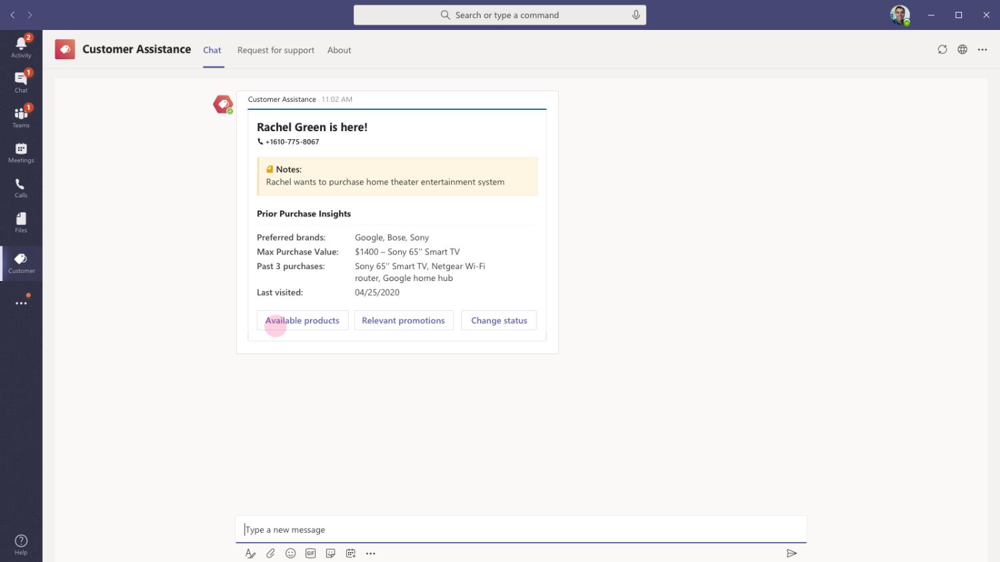 Search or type a command
2
Activity
1
Chat
1
Teams
Meetings
Calls
Files
Customer
Help
Customer Assistance
Chat
Request for support
About
Customer Assistance 11:02 AM
Rachel Green is here!
+1610-775-8067
Notes:
Rachel wants to purchase home theater entertainment system
Prior Purchase Insights
Preferred brands: Google, Bose, Sony
Max Purchase Value: $1400 – Sony 65’’ Smart TV
Past 3 purchases: Sony 65’’ Smart TV, Netgear Wi-Fi
router, Google home hub
Last visited: 04/25/2020
Available products
Relevant promotions
Change status
Type a new message
GIF